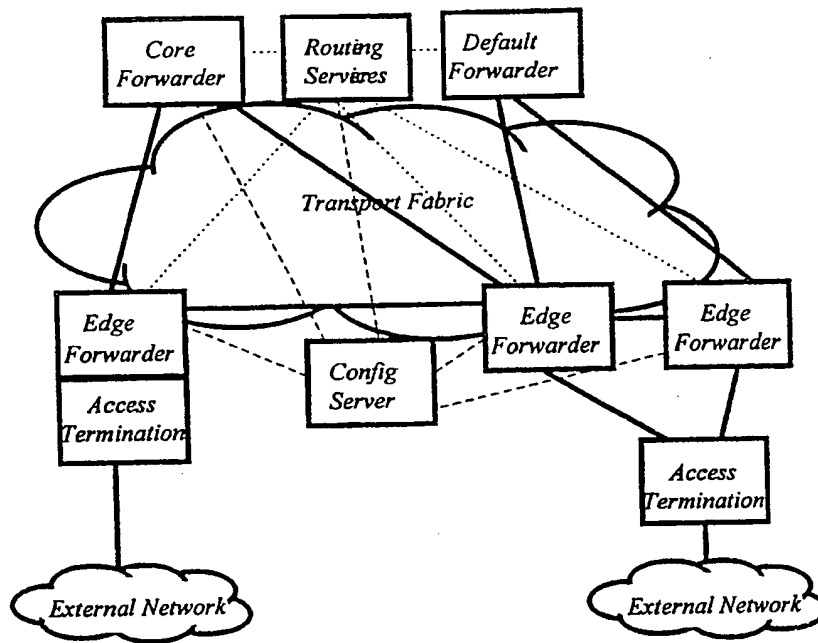 Core
Forwarder
Routing
Services
Default
Forwarder
Transport Fabric
Edge
Forwarder
Access
Termination
Config
Server
Edge
Forwarder
Edge
Forwarder
Access
Termination
External Network
External Network